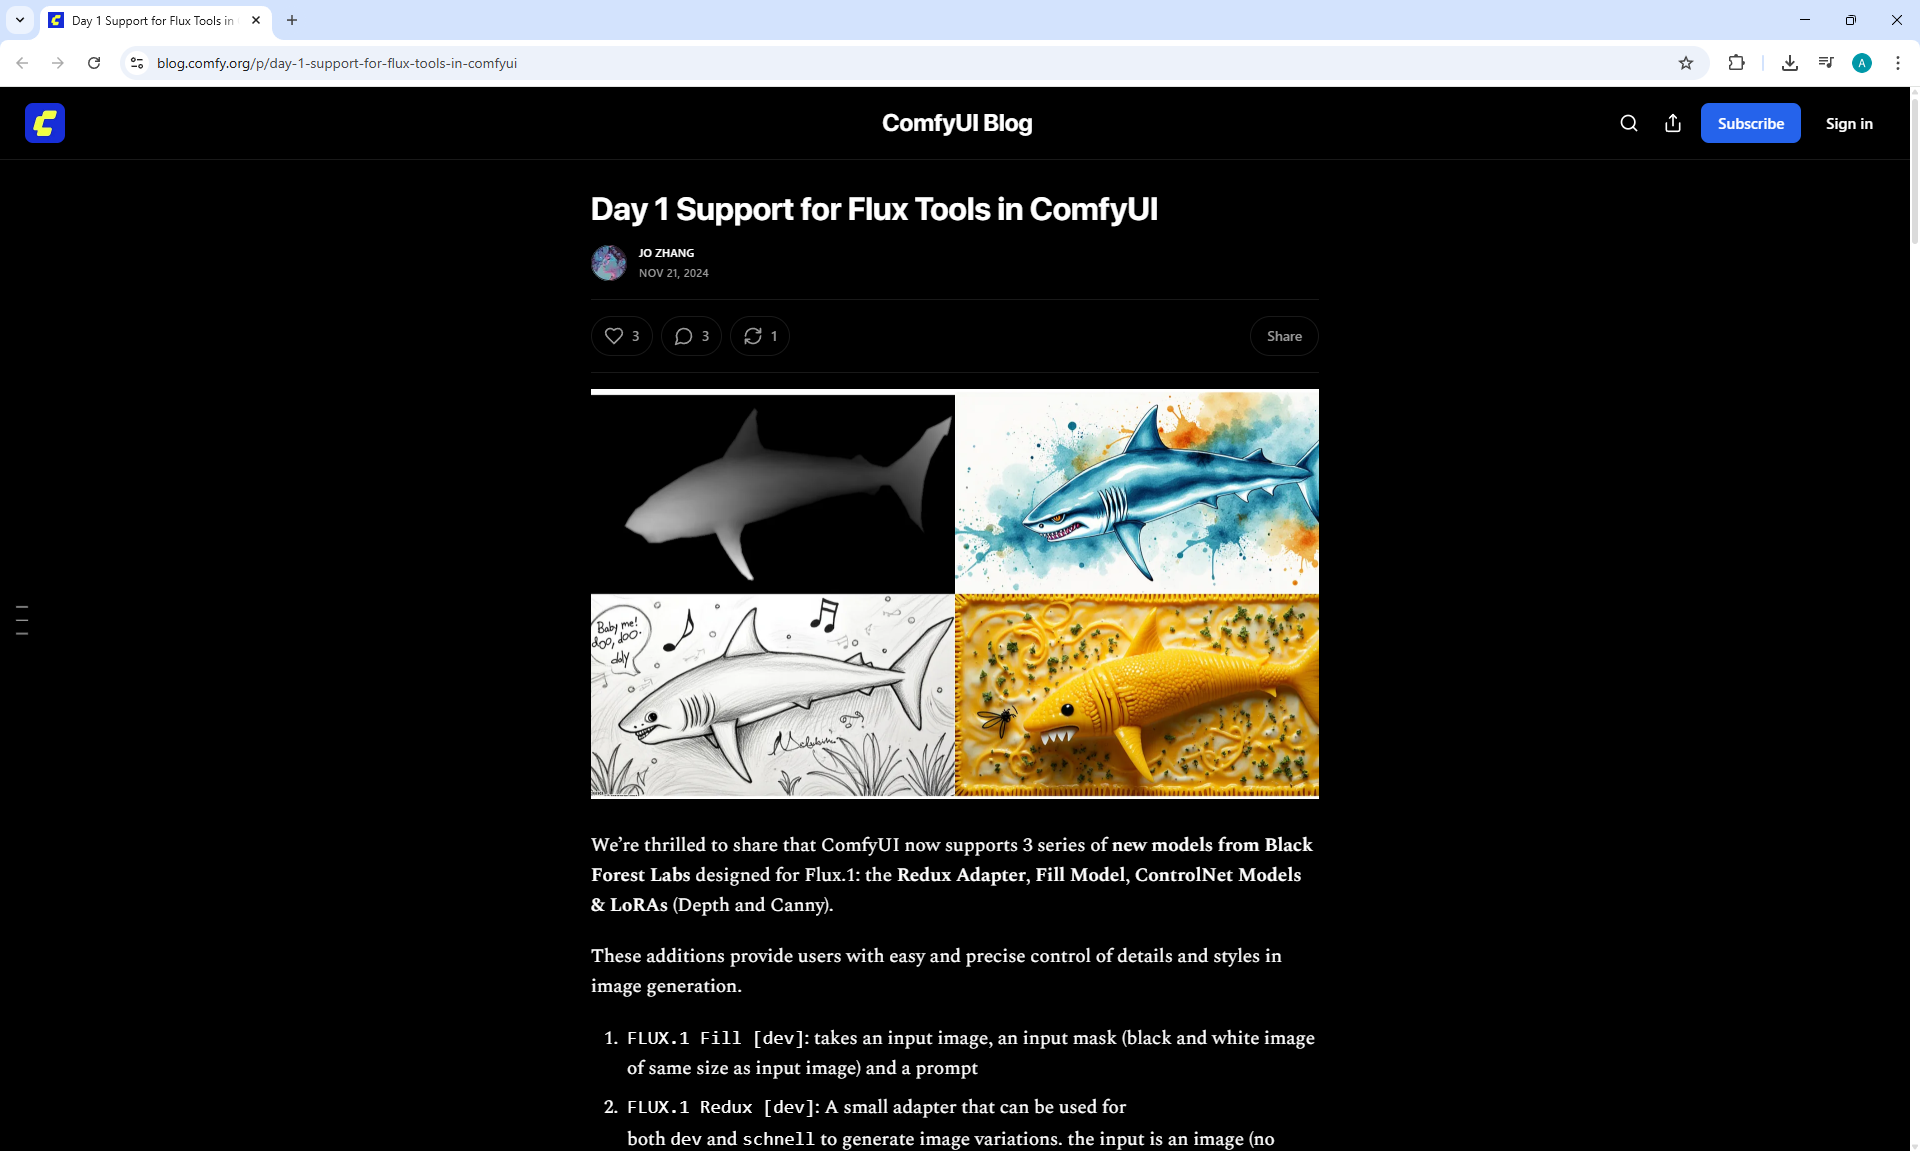 Day 1 Support for Flux Tools in
blog.comfy.org/p/day-1-support-for-flux-tools-in-comfyui
A
ComfyUI Blog
Subscribe
Sign in
Day 1 Support for Flux Tools in ComfyUI
JO ZHANG
NOV 21, 2024
3
3
1
Share
Baby me!
doo, doo.
We’re thrilled to share that ComfyUI now supports 3 series of new models from Black
Forest Labs designed for Flux.1: the Redux Adapter, Fill Model, ControlNet Models
& LoRAs (Depth and Canny).
These additions provide users with easy and precise control of details and styles in
image generation.
1. FLUX.1 Fill [dev]: takes an input image, an input mask (black and white image
of same size as input image) and a prompt
2. FLUX.1 Redux [dev]: A small adapter that can be used for
both dev and schnell to generate image variations. the input is an image (no